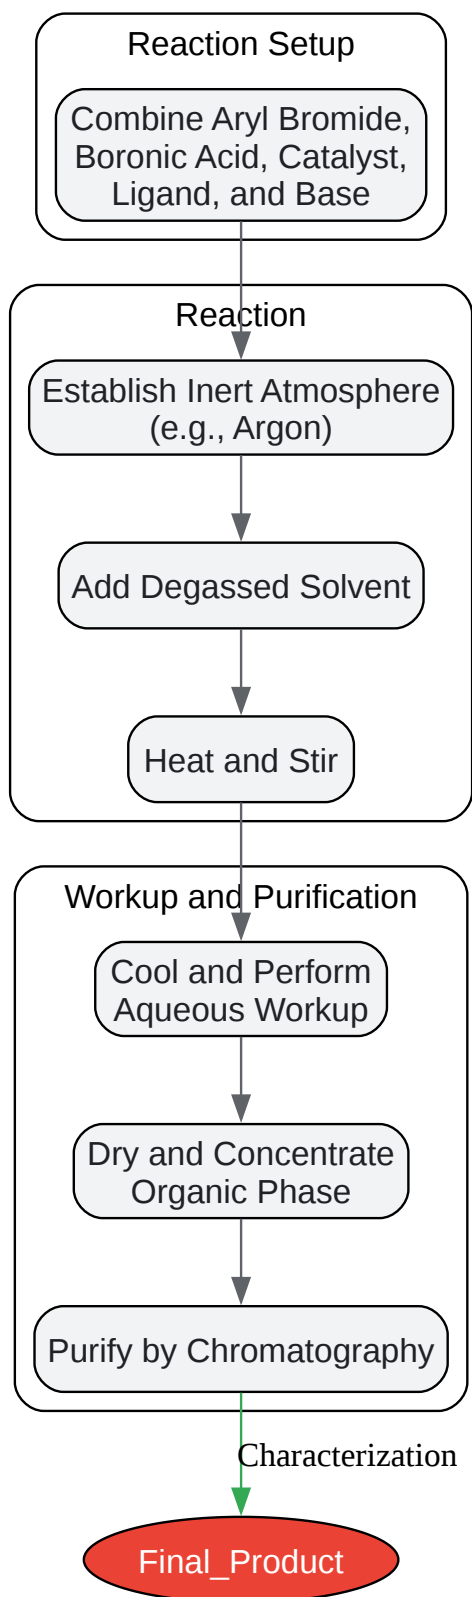 Reaction Setup
Combine Aryl Bromide,
Boronic Acid, Catalyst,
Ligand, and Base
Reaction
Establish Inert Atmosphere
(e.g., Argon)
Add Degassed Solvent
Heat and Stir
Workup and Purification
Cool and Perform
Aqueous Workup
Dry and Concentrate
Organic Phase
Purify by Chromatography
Characterization
Final_Product